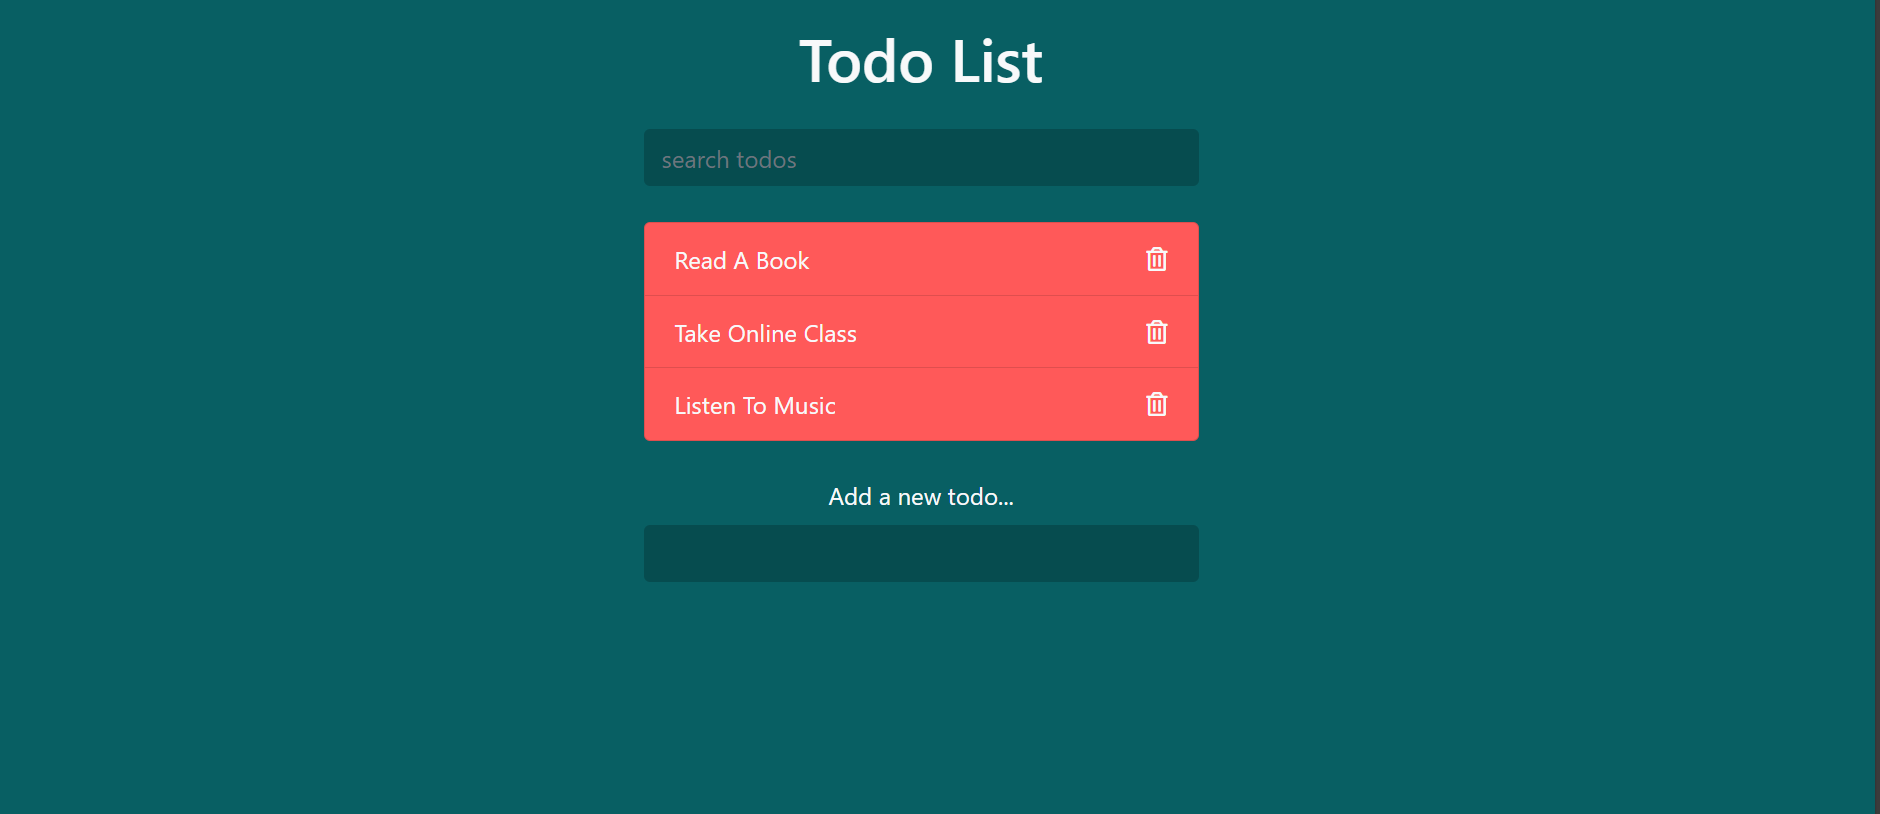 Todo List
search todos
Read A Book
Take Online Class
Listen To Music
Add a new todo...